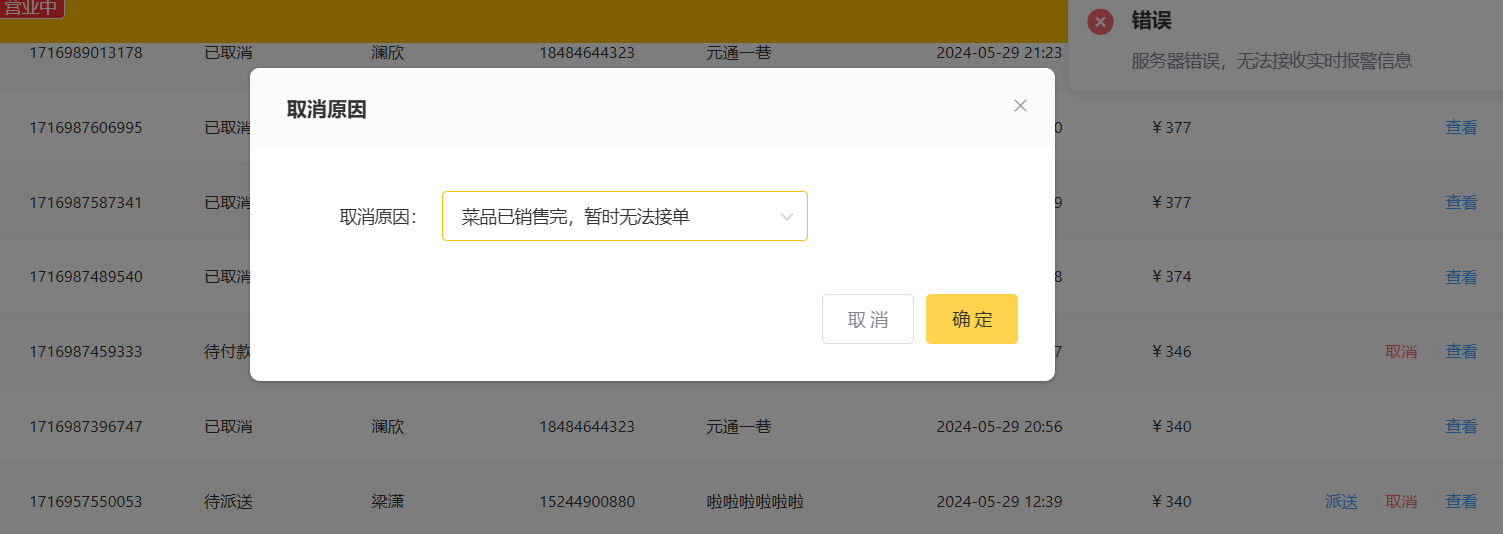 营业中
错误
服务器错误，无法接收实时报警信息
1716989013178 已取消 澜欣 18484644323 元通一巷 2024-05-29 21:23
取消原因
1716987606995 已取消 0 ￥377 查看
1716987587341 已取消 9 ￥377 查看
取消原因： 菜品已销售完，暂时无法接单
1716987489540 已取消 8 ￥374 查看
取消 确定
1716987459333 待付款 7 ￥346 取消 查看
1716987396747 已取消 澜欣 18484644323 元通一巷 2024-05-29 20:56 ￥340 查看
1716957550053 待派送 梁潇 15244900880 啦啦啦啦啦啦 2024-05-29 12:39 ￥340 派送 取消 查看